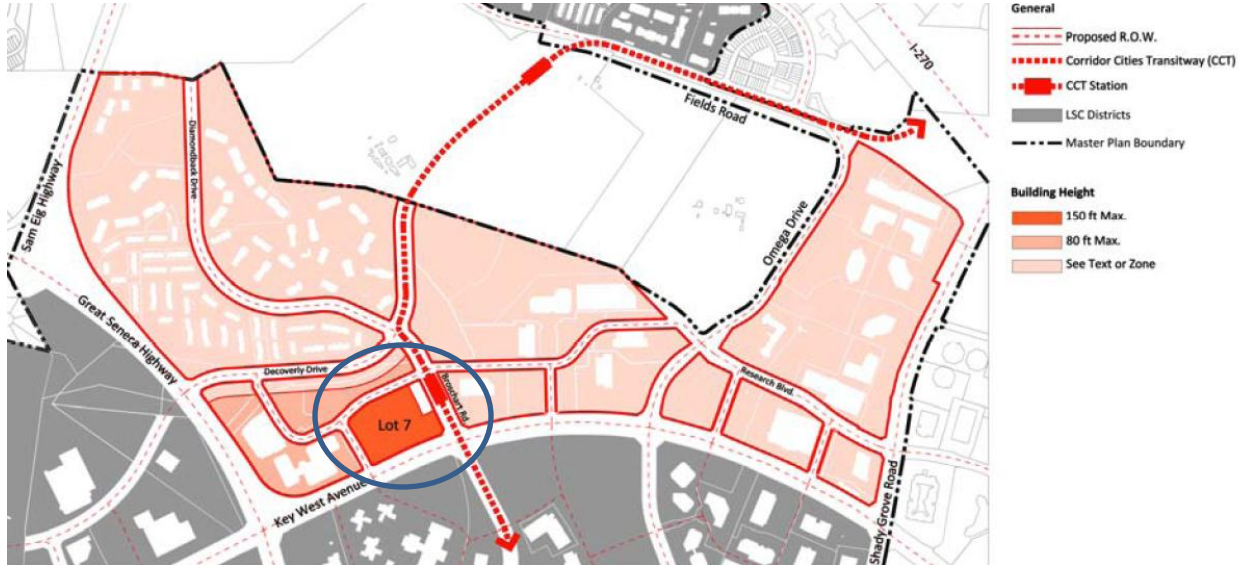 General
Proposed R.O.W.
Corridor Cities Transitway (CCT)
CCT Station
LSC Districts
Master Plan Boundary
Building Height
150 ft Max.
80 ft Max.
See Text or Zone
I-270
Fields Road
Diamondback Drive
Sam Eig Highway
Omega Drive
Great Seneca Highway
Decoverly Drive
Broschart Rd
Research Blvd.
Lot 7
Key West Avenue
Shady Grove Road